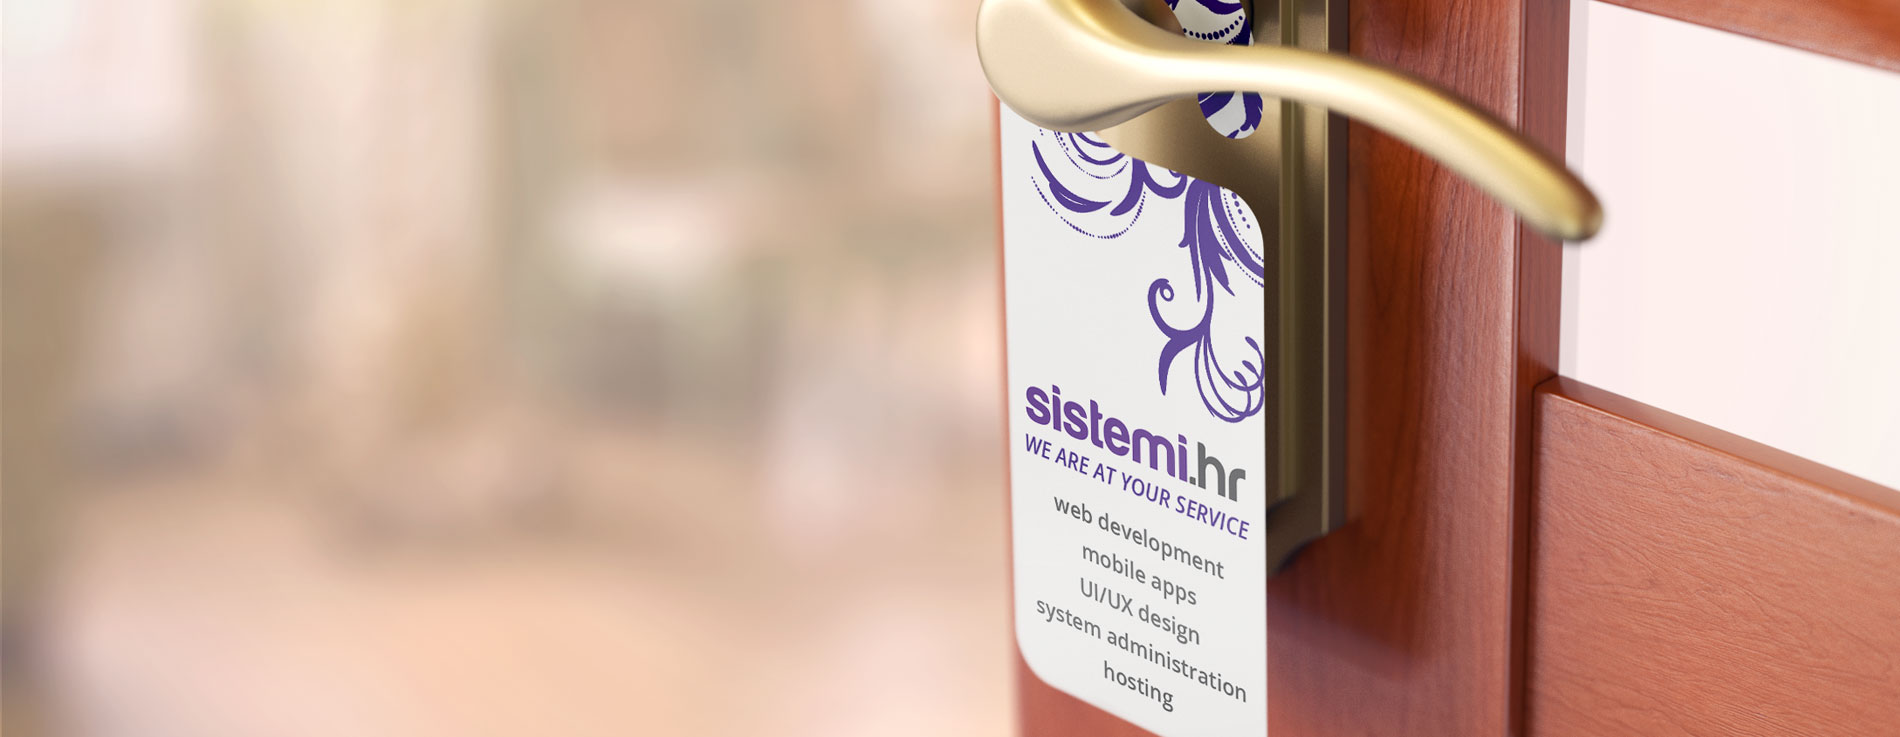 sistemi.hr
WE ARE AT YOUR SERVICE
web development
mobile apps
UI/UX design
system administration
hosting